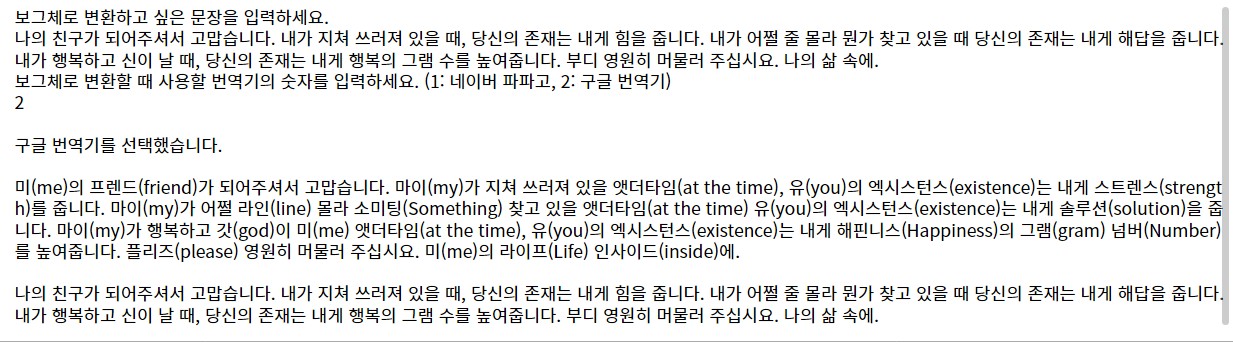 보그체로 변환하고 싶은 문장을 입력하세요.
나의 친구가 되어주셔서 고맙습니다. 내가 지쳐 쓰러져 있을 때, 당신의 존재는 내게 힘을 줍니다. 내가 어쩔 줄 몰라 뭔가 찾고 있을 때 당신의 존재는 내게 해답을 줍니다.
내가 행복하고 신이 날 때, 당신의 존재는 내게 행복의 그램 수를 높여줍니다. 부디 영원히 머물러 주십시요. 나의 삶 속에.
보그체로 변환할 때 사용할 번역기의 숫자를 입력하세요. (1: 네이버 파파고, 2: 구글 번역기)
2
구글 번역기를 선택했습니다.
미(me)의 프렌드(friend)가 되어주셔서 고맙습니다. 마이(my)가 지쳐 쓰러져 있을 앳더타임(at the time), 유(you)의 엑시스턴스(existence)는 내게 스트렌스(strengt
h)를 줍니다. 마이(my)가 어쩔 라인(line) 몰라 소미팅(Something) 찾고 있을 앳더타임(at the time) 유(you)의 엑시스턴스(existence)는 내게 솔루션(solution)을 줍
니다. 마이(my)가 행복하고 갓(god)이 미(me) 앳더타임(at the time), 유(you)의 엑시스턴스(existence)는 내게 해핀니스(Happiness)의 그램(gram) 넘버(Number)
를 높여줍니다. 플리즈(please) 영원히 머물러 주십시요. 미(me)의 라이프(Life) 인사이드(inside)에.
나의 친구가 되어주셔서 고맙습니다. 내가 지쳐 쓰러져 있을 때, 당신의 존재는 내게 힘을 줍니다. 내가 어쩔 줄 몰라 뭔가 찾고 있을 때 당신의 존재는 내게 해답을 줍니다.
내가 행복하고 신이 날 때, 당신의 존재는 내게 행복의 그램 수를 높여줍니다. 부디 영원히 머물러 주십시요. 나의 삶 속에.